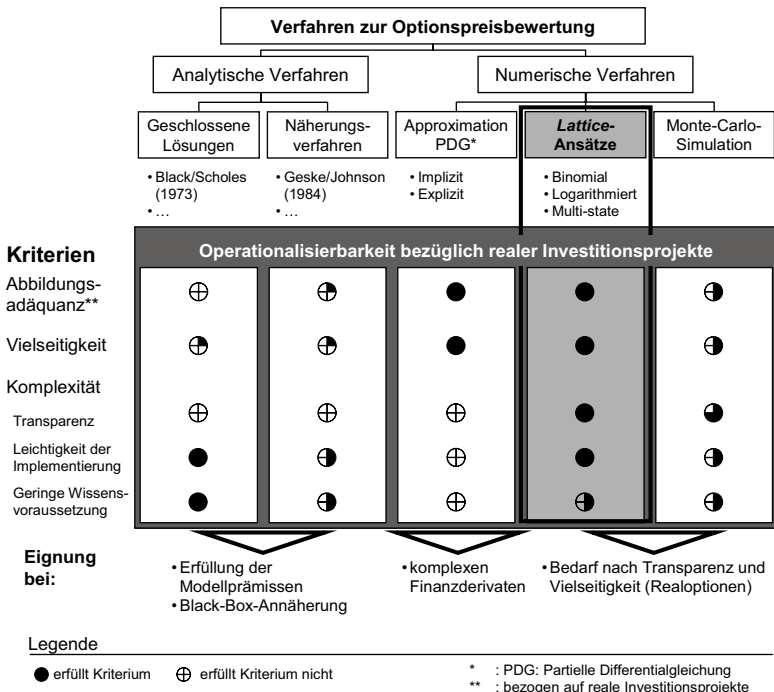 Verfahren zur Optionspreisbewertung
Analytische Verfahren
Numerische Verfahren
Geschlossene
Lösungen
Näherungs-
verfahren
Approximation
PDG*
Lattice-
Ansätze
Monte-Carlo-
Simulation
• Black/Scholes
(1973)
• …
• Geske/Johnson
(1984)
• …
• Implizit
• Explizit
• Binomial
• Logarithmiert
• Multi-state
Kriterien
Operationalisierbarkeit bezüglich realer Investitionsprojekte
Abbildungs-
adäquanz**
Vielseitigkeit
Komplexität
Transparenz
Leichtigkeit der
Implementierung
Geringe Wissens-
voraussetzung
Eignung
bei:
• Erfüllung der
Modellprämissen
• Black-Box-Annäherung
• komplexen
Finanzderivaten
• Bedarf nach Transparenz und
Vielseitigkeit (Realoptionen)
Legende
erfüllt Kriterium
erfüllt Kriterium nicht
* : PDG: Partielle Differentialgleichung
** : bezogen auf reale Investitionsprojekte